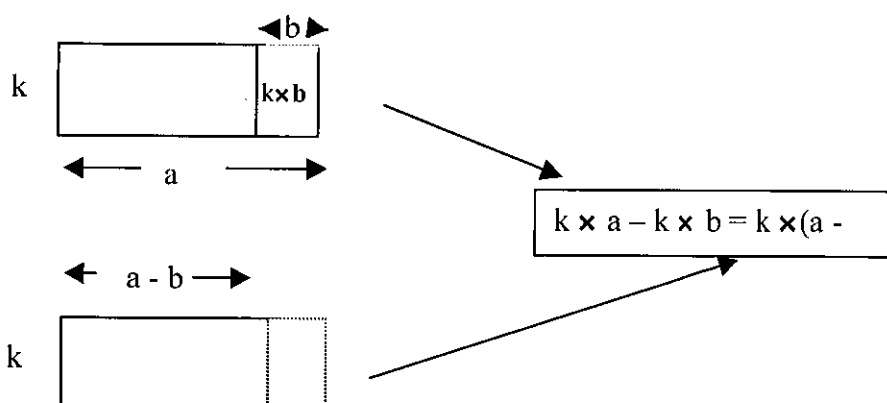 b
k
k×b
a
k × a – k × b = k ×(a -
a - b
k